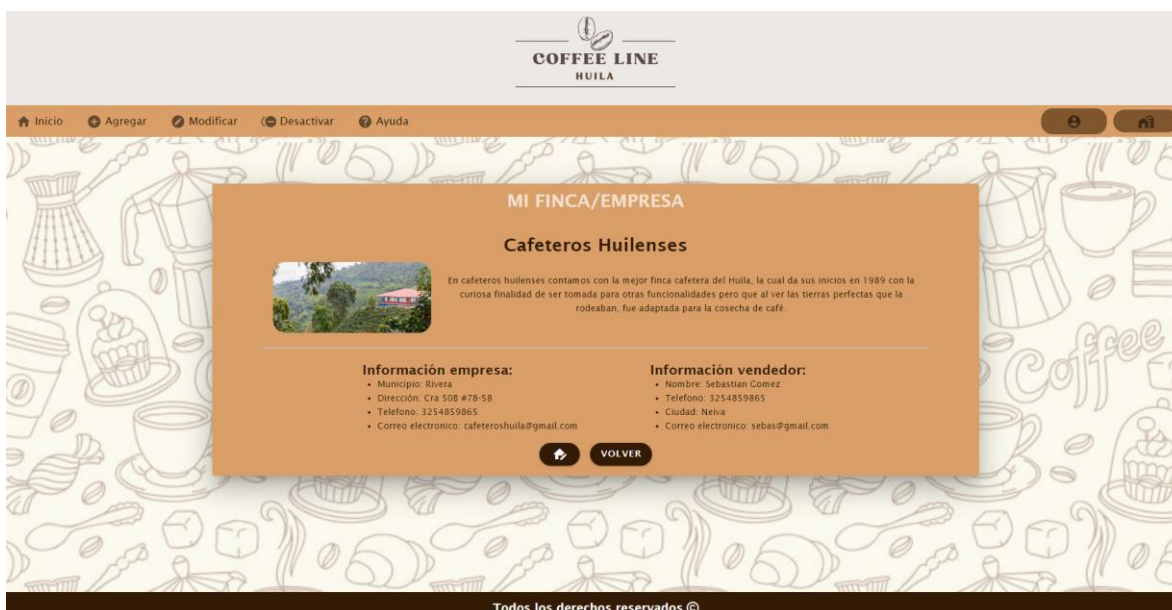 COFFEE LINE
HUILA
Inicio Agregar Modificar Desactivar Ayuda
MI FINCA/EMPRESA
Cafeteros Huilenses
En cafeteros huilenses contamos con la mejor finca cafetera del Huila, la cual da sus inicios en 1989 con la
curiosa finalidad de ser tomada para otras funcionalidades pero que al ver las tierras perfectas que la
rodeaban, fue adaptada para la cosecha de café.
Información empresa:
• Municipio: Rivera
• Dirección: Cra 50B #78-58
• Telefono: 3254859865
• Correo electronico: cafeteroshuila@gmail.com
Información vendedor:
• Nombre: Sebastian Gomez
• Telefono: 3254859865
• Ciudad: Neiva
• Correo electronico: sebas@gmail.com
VOLVER
Coffee
Todos los derechos reservados ©